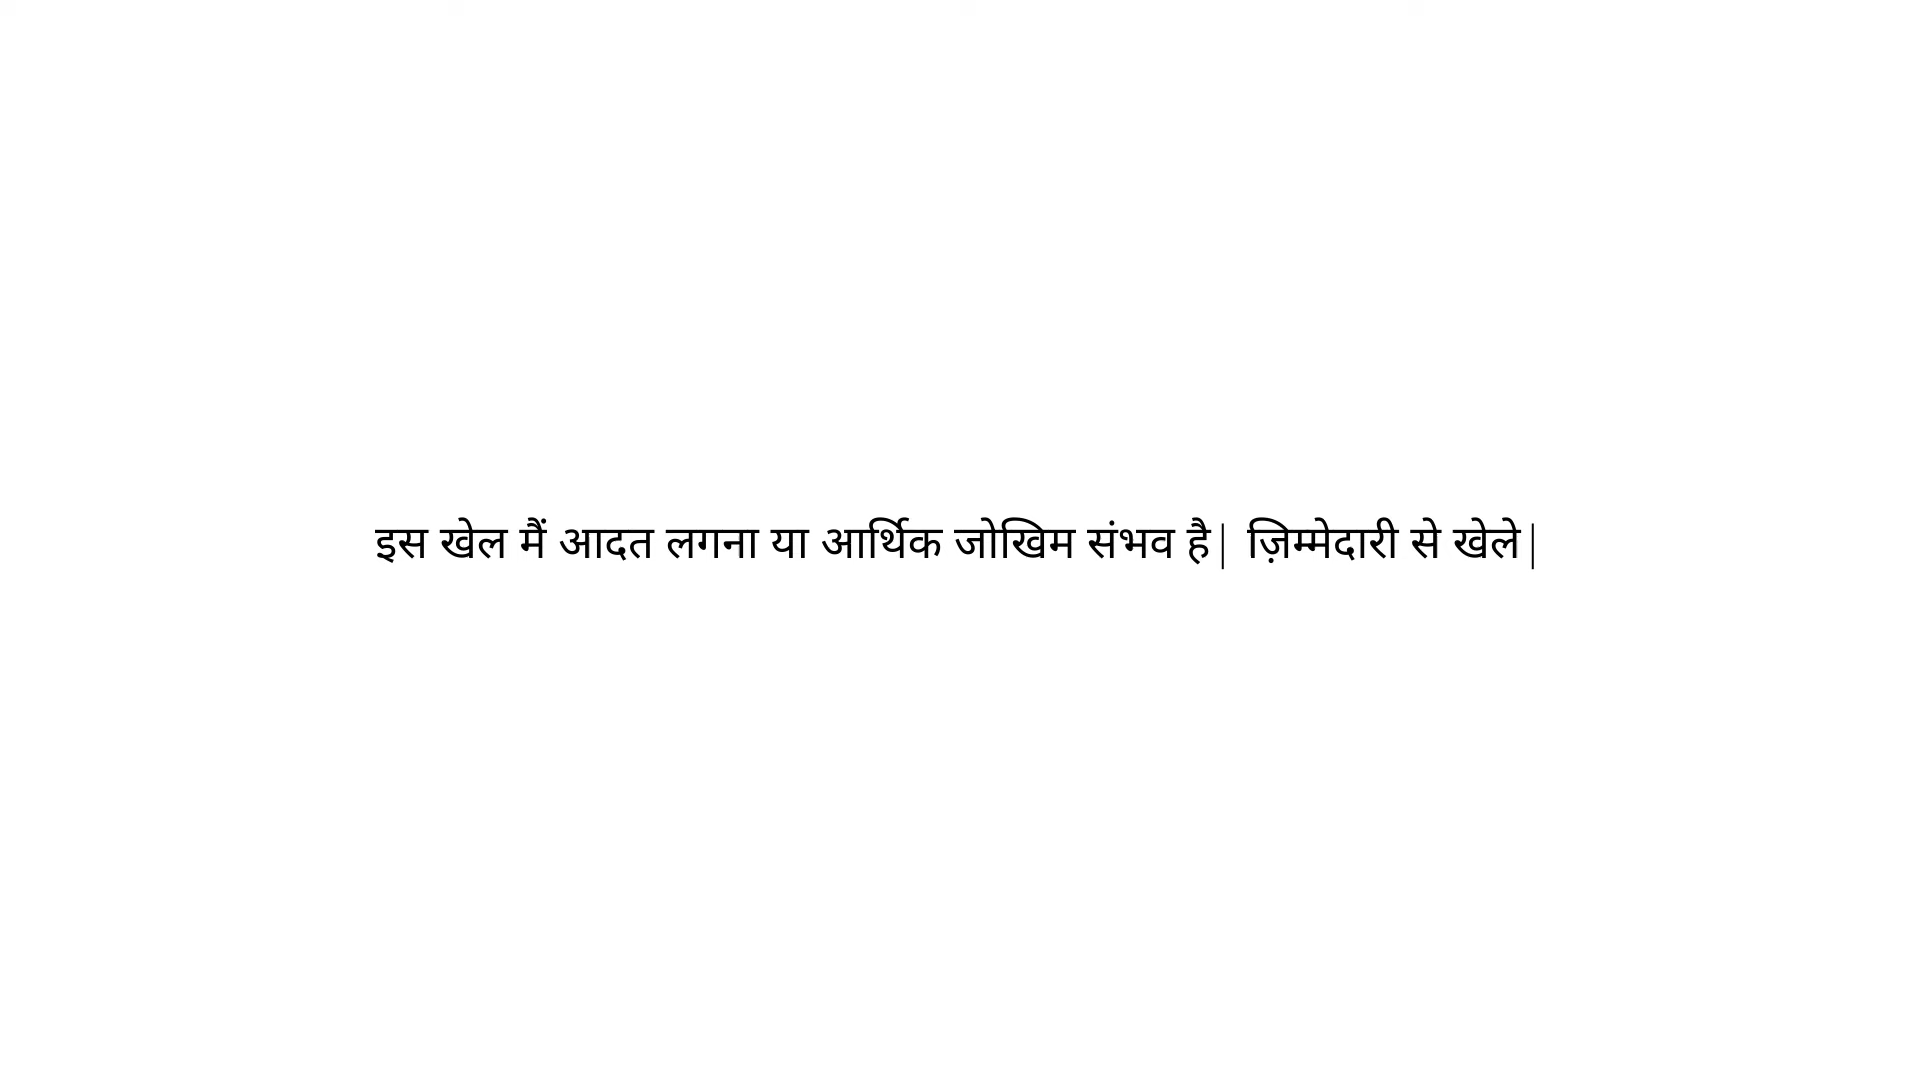 इस खेल मैं आदत लगना या आर्थिक जोखिम संभव है| ज़िम्मेदारी से खेले|